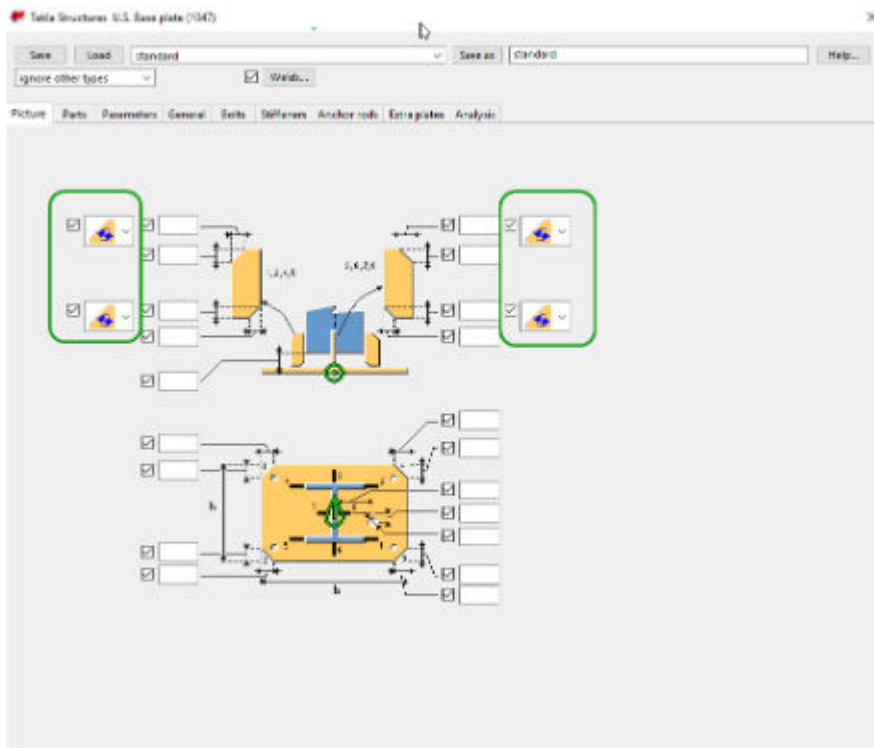 Tekla Structures U.S. Base plate (1047)
Save Load standard Save as standard Help...
ignore other types Welds...
Picture Parts Parameters General Bolts Stiffeners Anchor rods Extra plates Analysis
h
b